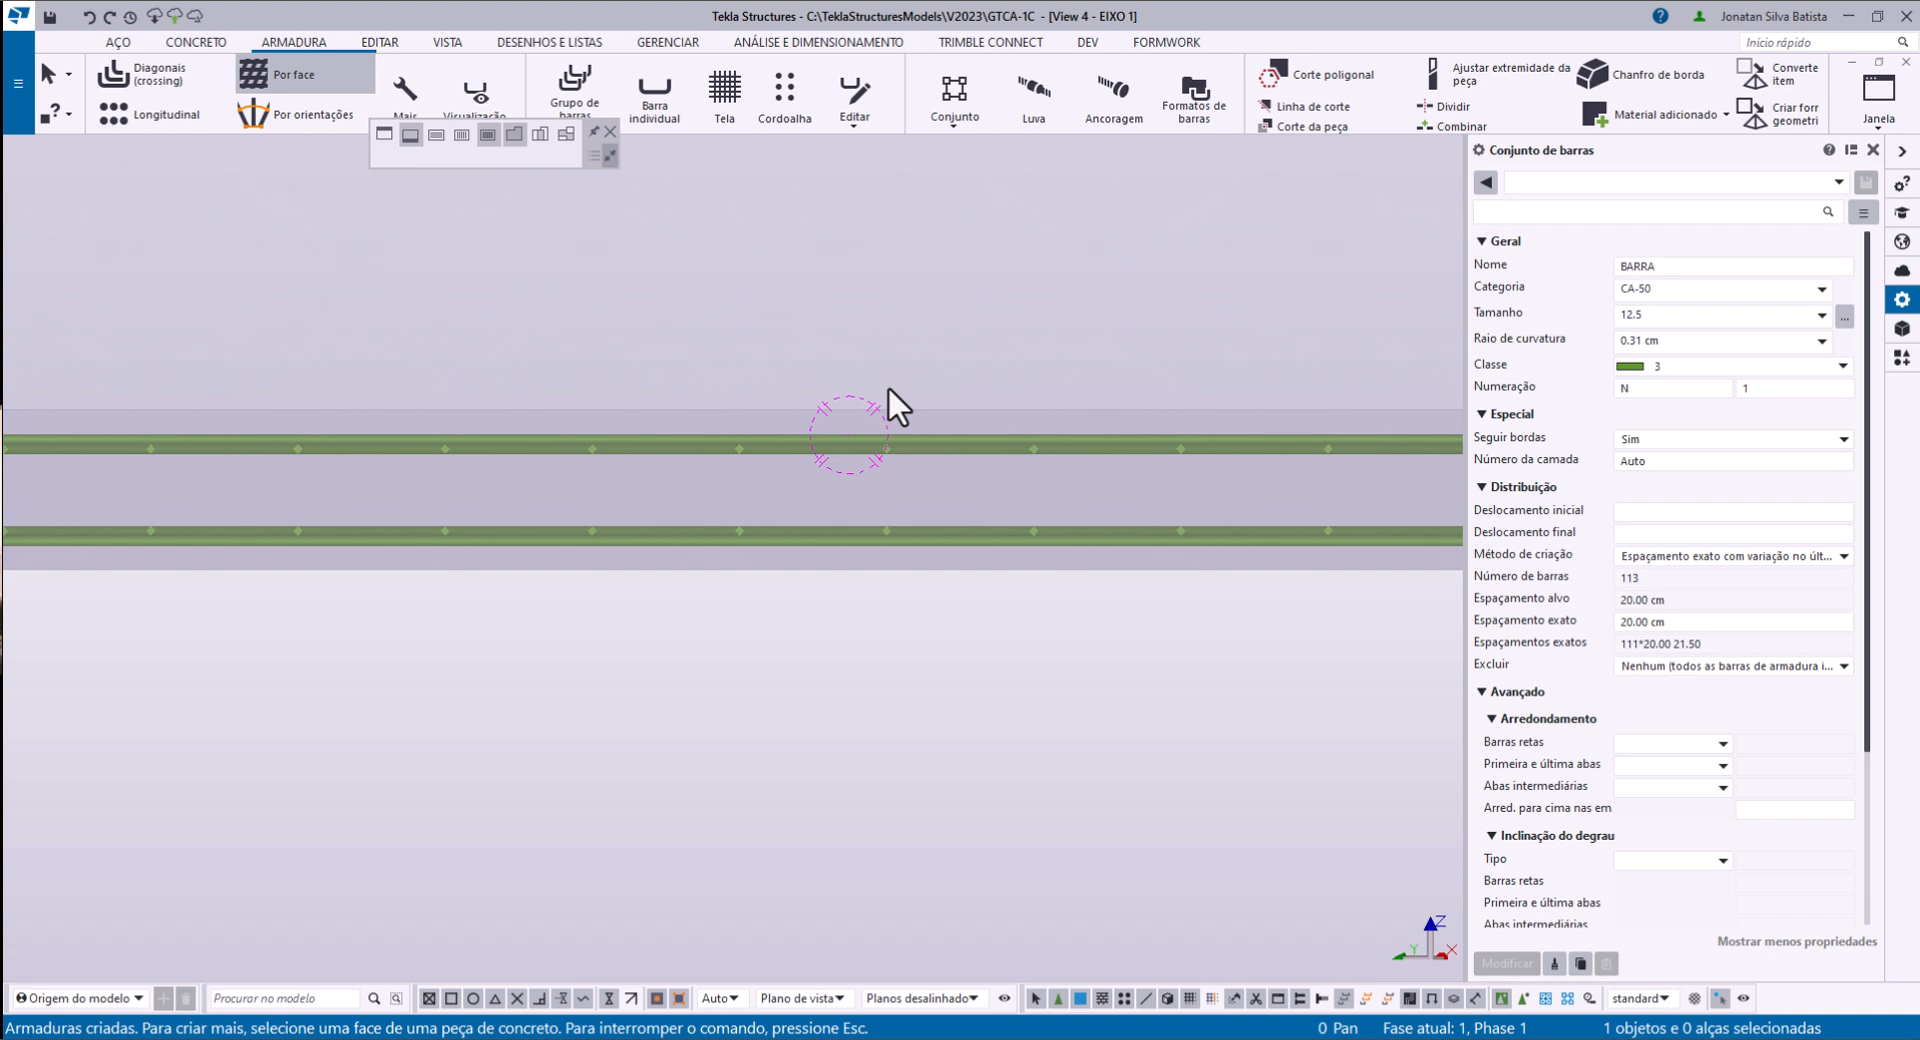 Tekla Structures - C:\TeklaStructuresModels\V2023\GTCA-1C - [View 4 - EIXO 1]
Jonatan Silva Batista
AÇO CONCRETO ARMADURA EDITAR VISTA DESENHOS E LISTAS GERENCIAR ANÁLISE E DIMENSIONAMENTO TRIMBLE CONNECT DEV FORMWORK
Início rápido
Diagonais (crossing)
Longitudinal
Por face
Por orientações
Mais
Visualização
Grupo de barras
Barra individual
Tela
Cordoalha
Editar
Conjunto
Luva
Ancoragem
Formatos de barras
Corte poligonal
Linha de corte
Corte da peça
Ajustar extremidade da peça
Dividir
Combinar
Chanfro de borda
Material adicionado
Converte item
Criar forr geometri
Janela
Conjunto de barras
Geral
Nome BARRA
Categoria CA-50
Tamanho 12.5 ...
Raio de curvatura 0.31 cm
Classe 3
Numeração N 1
Especial
Seguir bordas Sim
Número da camada Auto
Distribuição
Deslocamento inicial
Deslocamento final
Método de criação Espaçamento exato com variação no últ...
Número de barras 113
Espaçamento alvo 20.00 cm
Espaçamento exato 20.00 cm
Espaçamentos exatos 111*20.00 21.50
Excluir Nenhum (todos as barras de armadura i...
Avançado
Arredondamento
Barras retas
Primeira e última abas
Abas intermediárias
Arred. para cima nas em
Inclinação do degrau
Tipo
Barras retas
Primeira e última abas
Abas intermediárias
Mostrar menos propriedades
Modificar
Z
Y X
Origem do modelo Procurar no modelo Auto Plano de vista Planos desalinhado standard
Armaduras criadas. Para criar mais, selecione uma face de uma peça de concreto. Para interromper o comando, pressione Esc. 0 Pan Fase atual: 1, Phase 1 1 objetos e 0 alças selecionadas